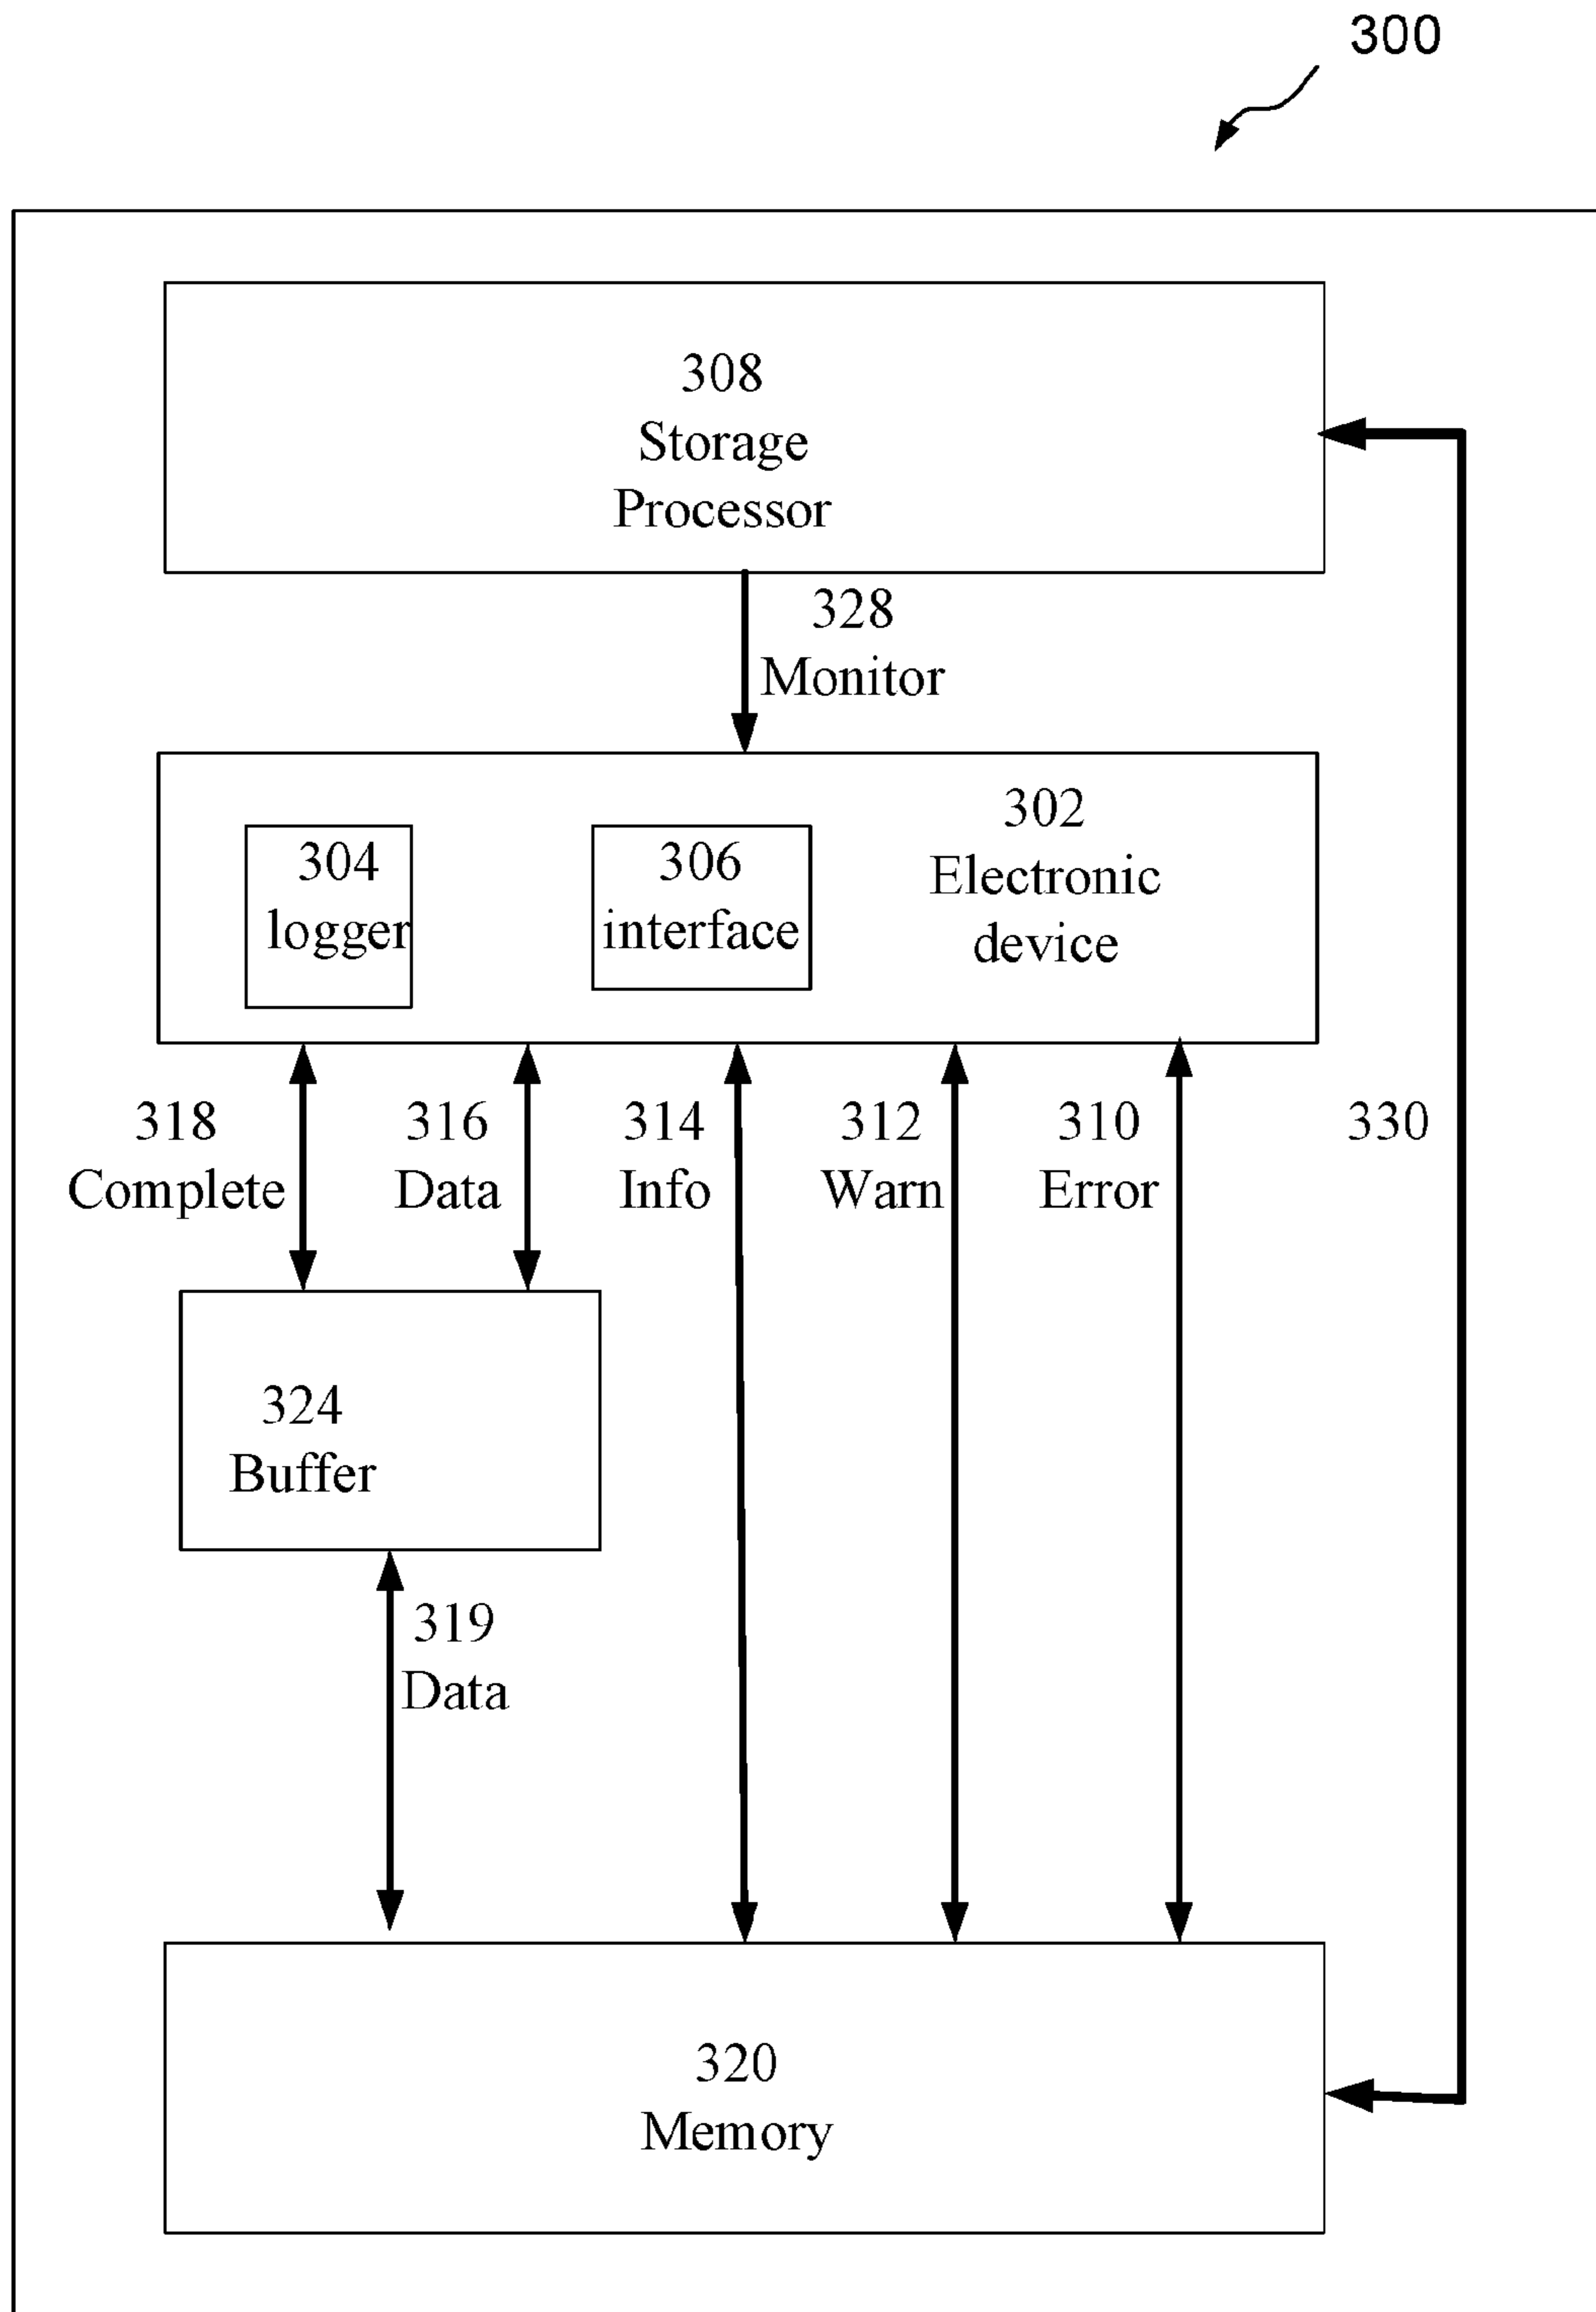 300
308
Storage
Processor
328
Monitor
304
logger
306
interface
302
Electronic
device
318
Complete
316
Data
314
Info
312
Warn
310
Error
330
324
Buffer
319
Data
320
Memory